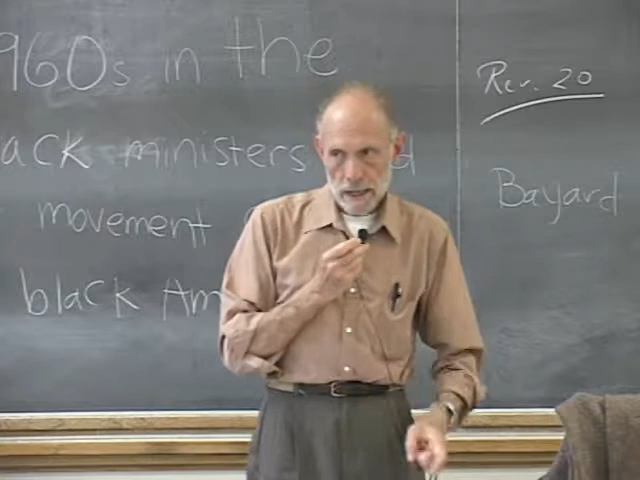 960s in the
ack ministers d
movement
black Am
Rev. 20
Bayard